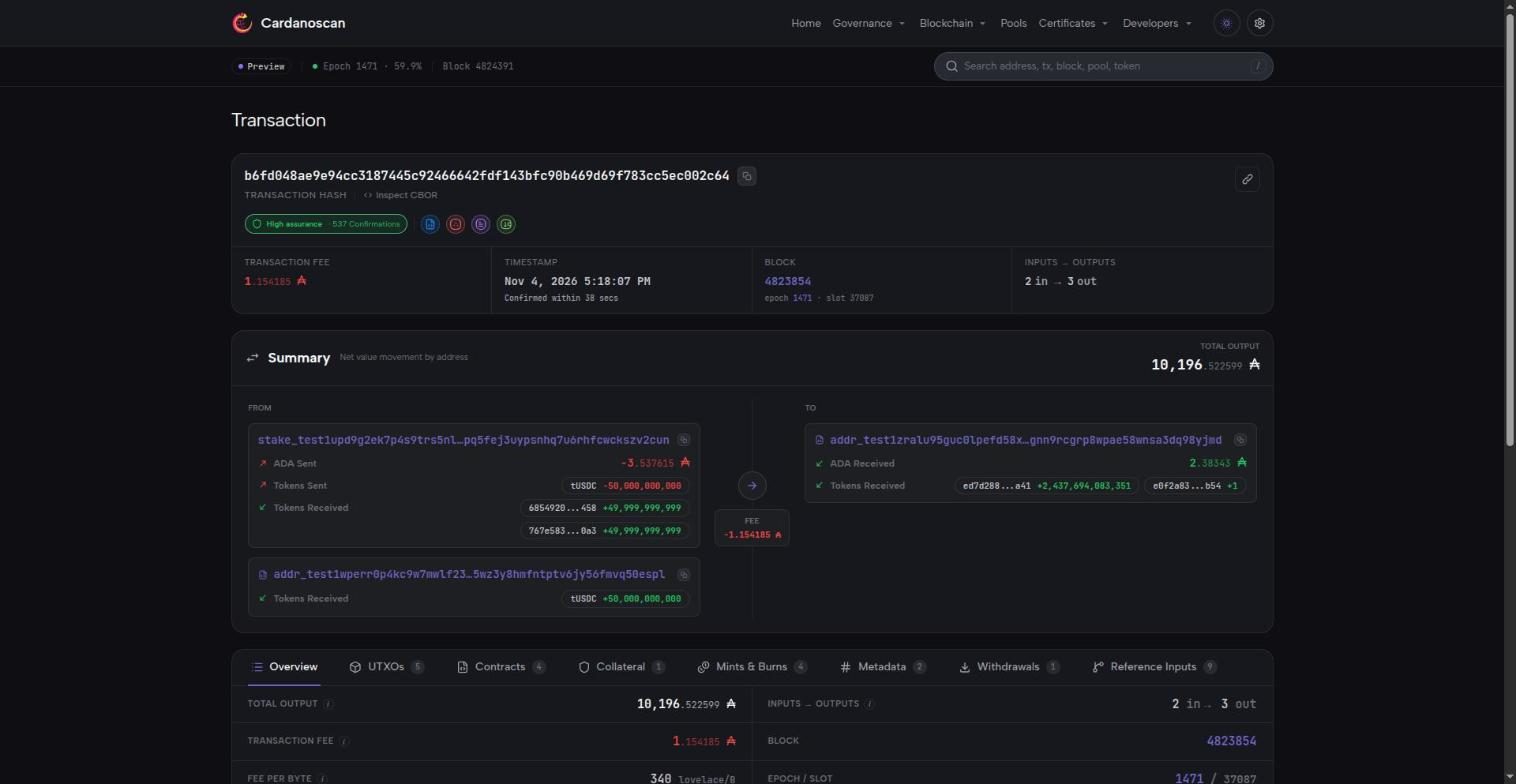 Cardanoscan
Home Governance Blockchain Pools Certificates Developers
Preview Epoch 1471 · 59.9% Block 4824391
Search address, tx, block, pool, token /
Transaction
b6fd048ae9e94cc3187445c92466642fdf143bfc90b469d69f783cc5ec002c64
TRANSACTION HASH <> Inspect CBOR
High assurance · 537 Confirmations
TRANSACTION FEE TIMESTAMP BLOCK INPUTS → OUTPUTS
1.154185 ₳ Nov 4, 2026 5:18:07 PM 4823854 2 in → 3 out
Confirmed within 38 secs epoch 1471 · slot 37087
TOTAL OUTPUT
Summary Net value movement by address
10,196.522599 ₳
FROM TO
stake_test1upd9g2ek7p4s9trs5nl…pq5fej3uypsnhq7u6rhfcwckszv2cun addr_test1zralu95guc0lpefd58x…gnn9rcgrp8wpae58wnsa3dq98yjmd
ADA Sent -3.537615 ₳ ADA Received 2.38343 ₳
Tokens Sent tUSDC -50,000,000,000 Tokens Received ed7d288...a41 +2,437,694,083,351 e0f2a83...b54 +1
Tokens Received 6854920...458 +49,999,999,999
767e583...0a3 +49,999,999,999
FEE
-1.154185 ₳
addr_test1wperr0p4kc9w7mwlf23…5wz3y8hmfntptv6jy56fmvq50espl
Tokens Received tUSDC +50,000,000,000
Overview UTXOs 5 Contracts 4 Collateral 1 Mints & Burns 4 Metadata 2 Withdrawals 1 Reference Inputs 9
TOTAL OUTPUT i 10,196.522599 ₳ INPUTS → OUTPUTS i 2 in → 3 out
TRANSACTION FEE i 1.154185 ₳ BLOCK 4823854
FEE PER BYTE i 340 lovelace/B EPOCH / SLOT 1471 / 37087